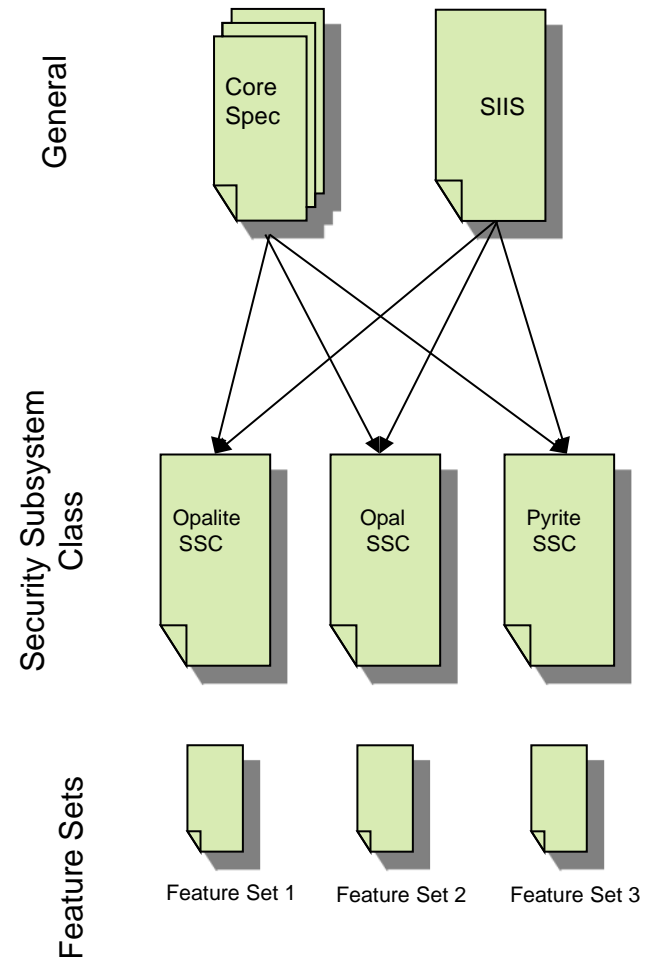 General
Core
Spec
SIIS
Security Subsystem
Class
Opalite
SSC
Opal
SSC
Pyrite
SSC
Feature Sets
Feature Set 1
Feature Set 2
Feature Set 3